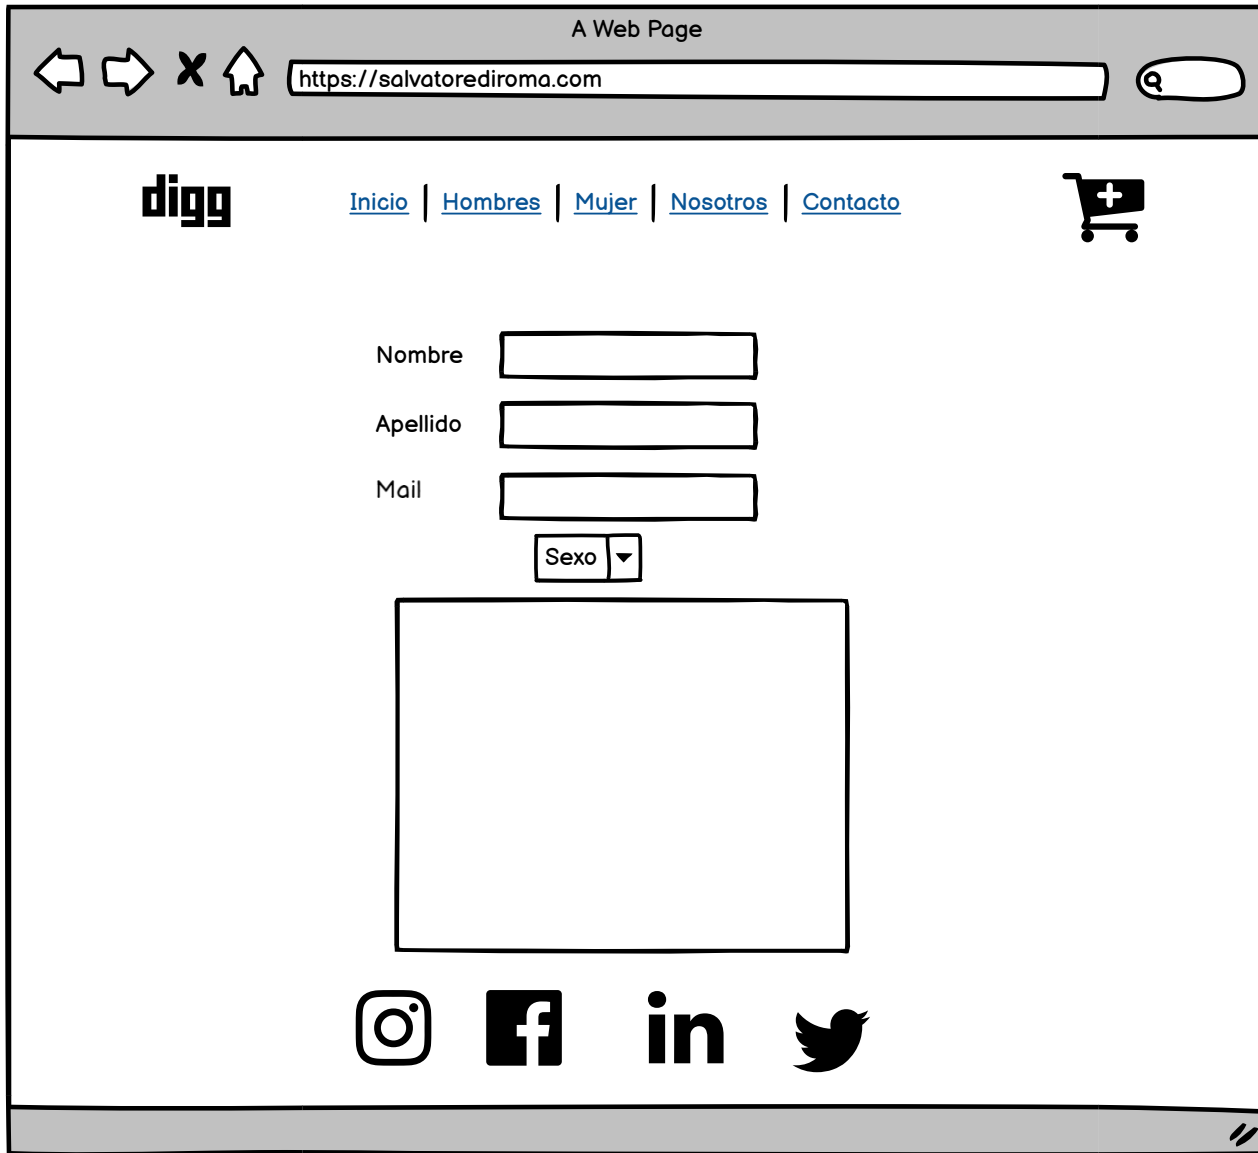 A Web Page
https://salvatorediroma.com
digg
Inicio | Hombres | Mujer | Nosotros | Contacto
Nombre
Apellido
Mail
Sexo
in